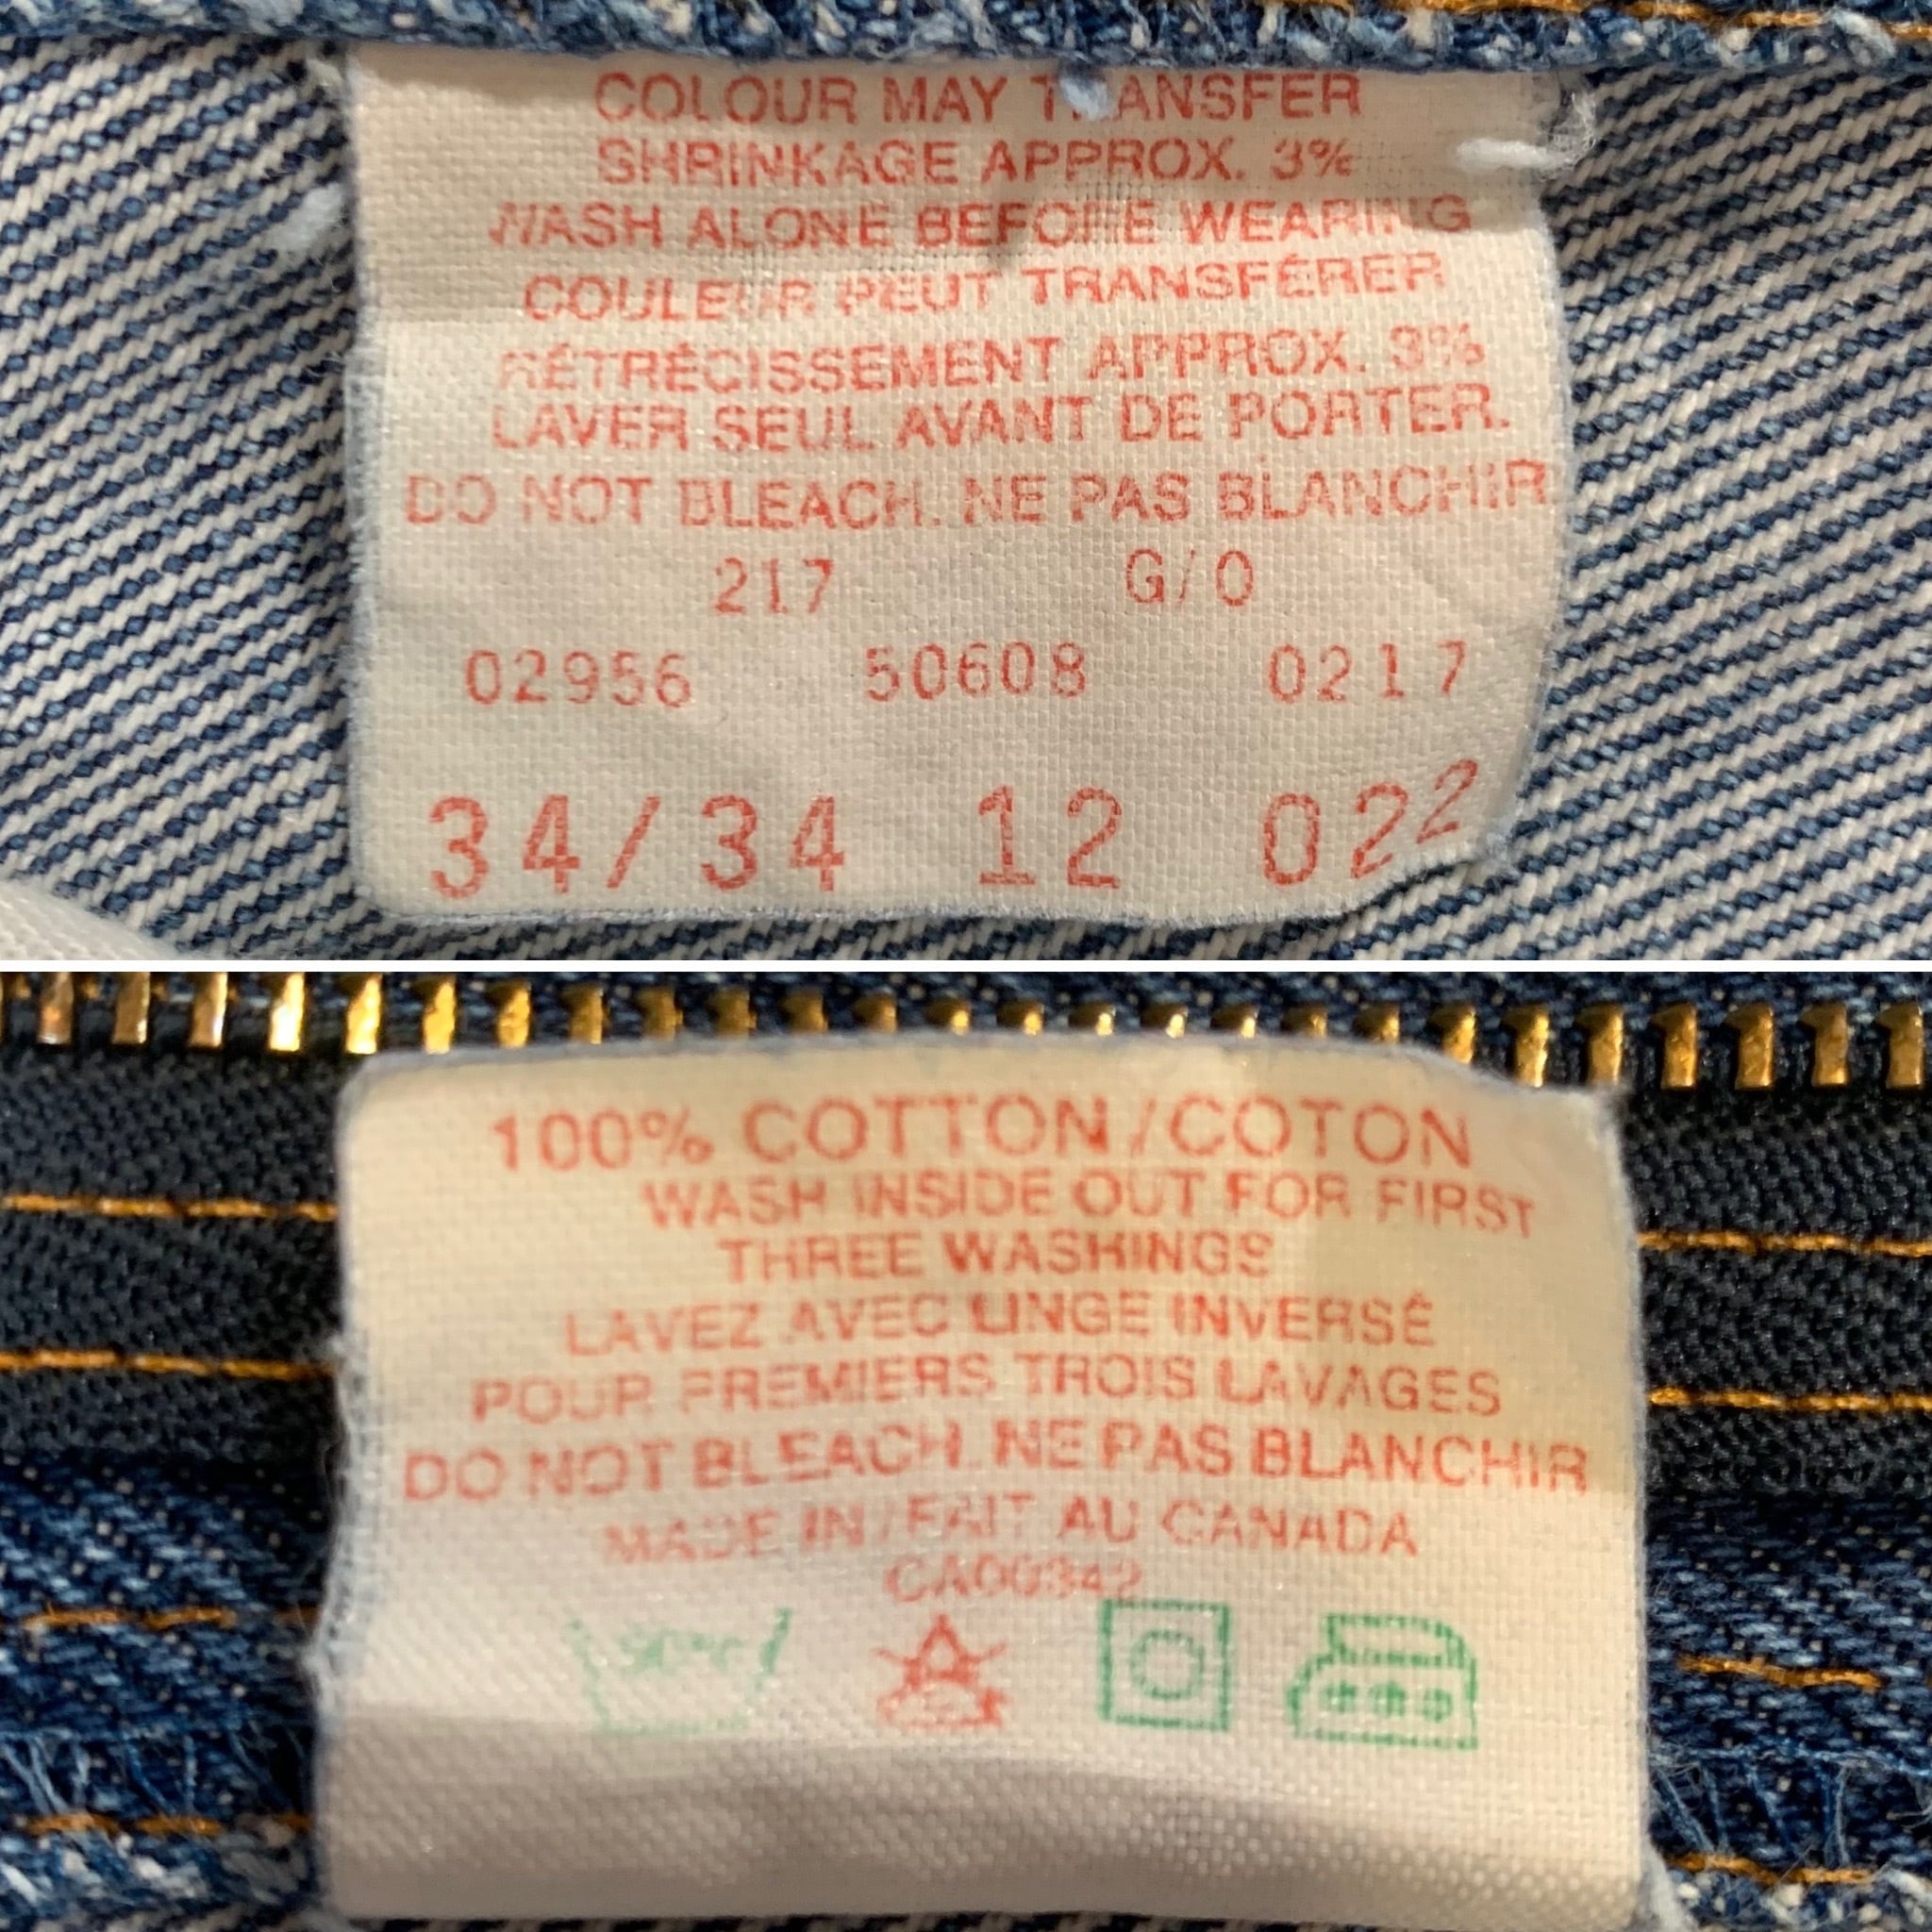 COLOUR MAY TRANSFER
SHRINKAGE APPROX. 3%
WASH ALONE BEFORE WEARING
COULEUR PEUT TRANSFÉRER
RÉTRÉCISSEMENT APPROX. 3%
LAVER SEUL AVANT DE PORTER.
DO NOT BLEACH. NE PAS BLANCHIR
217 G/O
02956 50608 0217
34/34 12 022
100% COTTON/COTON
WASH INSIDE OUT FOR FIRST
THREE WASHINGS
LAVEZ AVEC LINGE INVERSÉ
POUR PREMIERS TROIS LAVAGES
DO NOT BLEACH. NE PAS BLANCHIR
MADE IN/FAIT AU CANADA
CA00342